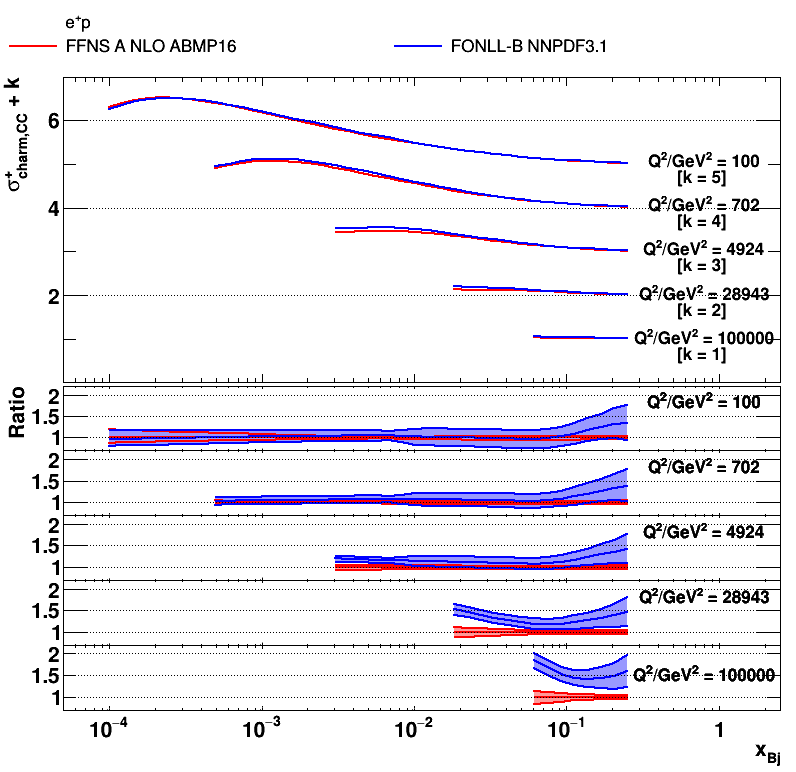 e⁺p
FFNS A NLO ABMP16
FONLL-B NNPDF3.1
σ⁺charm,CC + k
6
4
2
Q²/GeV² = 100
[k = 5]
Q²/GeV² = 702
[k = 4]
Q²/GeV² = 4924
[k = 3]
Q²/GeV² = 28943
[k = 2]
Q²/GeV² = 100000
[k = 1]
Ratio
2
1.5
1
Q²/GeV² = 100
2
1.5
1
Q²/GeV² = 702
2
1.5
1
Q²/GeV² = 4924
2
1.5
1
Q²/GeV² = 28943
2
1.5
1
Q²/GeV² = 100000
10⁻⁴
10⁻³
10⁻²
10⁻¹
1
x_Bj